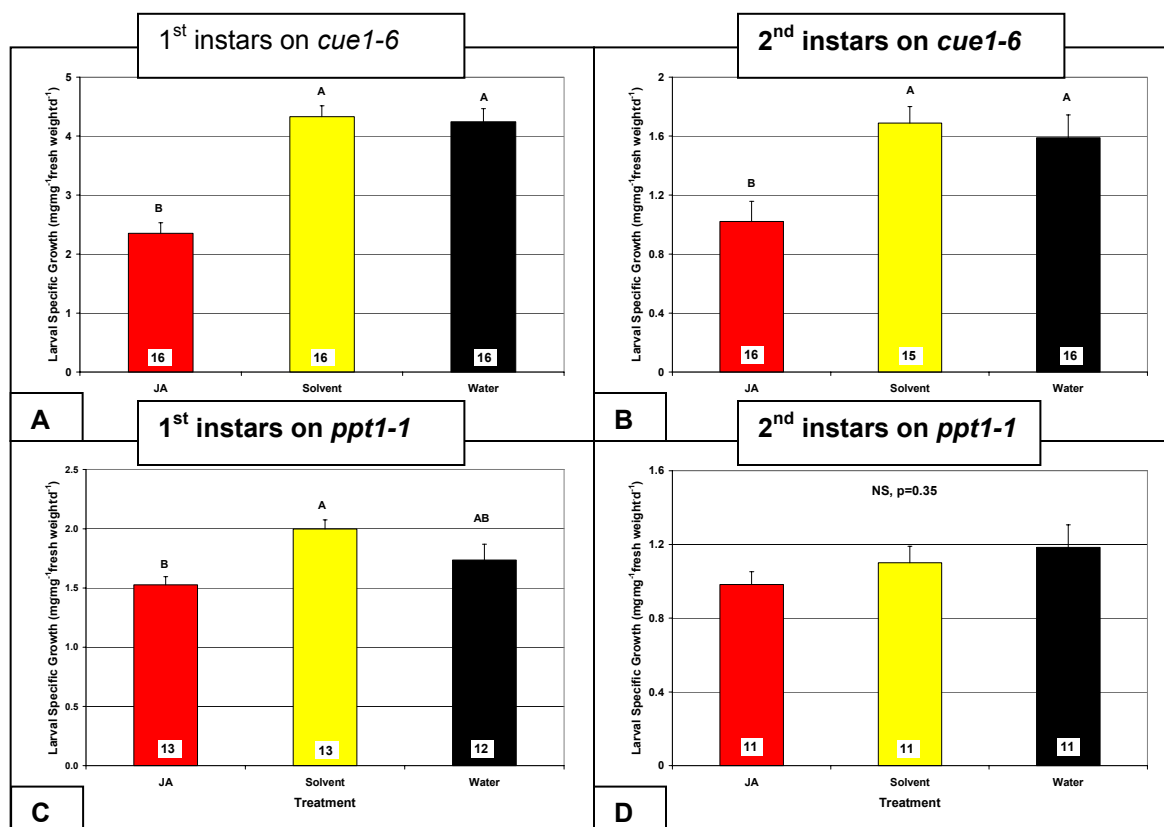 1st instars on cue1-6
Larval Specific Growth (mgmg-1fresh weightd-1)
5
4
3
2
1
0
B
A
A
16
16
16
JA
Solvent
Water
A
2nd instars on cue1-6
Larval Specific Growth (mgmg-1fresh weightd-1)
2
1.6
1.2
0.8
0.4
0
B
A
A
16
15
16
JA
Solvent
Water
B
1st instars on ppt1-1
Larval Specific Growth (mgmg-1fresh weightd-1)
2.5
2.0
1.5
1.0
0.5
0.0
B
A
AB
13
13
12
JA
Solvent
Water
Treatment
C
2nd instars on ppt1-1
Larval Specific Growth (mgmg-1fresh weight·d-1)
1.6
1.2
0.8
0.4
0
NS, p=0.35
11
11
11
JA
Solvent
Water
Treatment
D